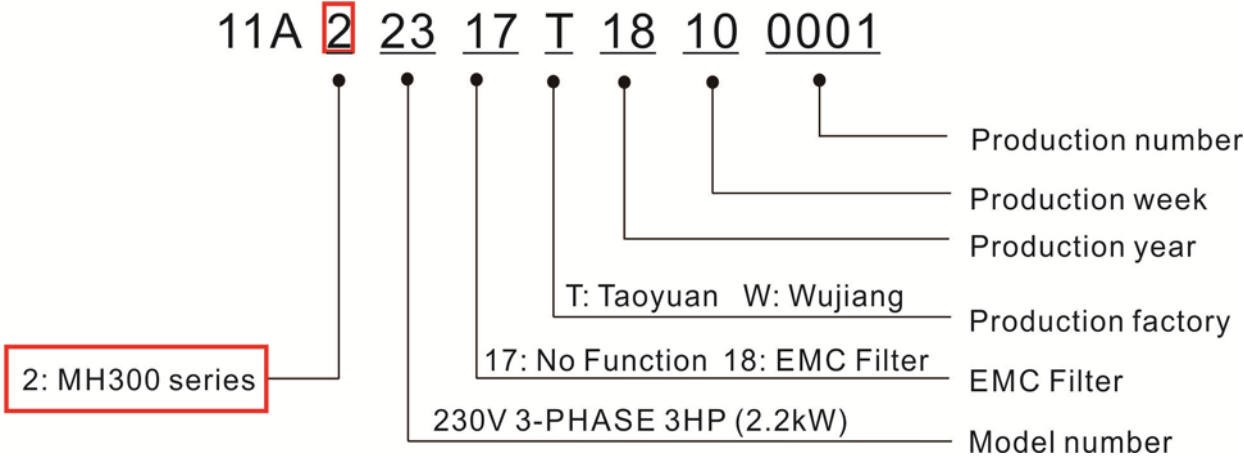 11A 2 23 17 T 18 10 0001
Production number
Production week
Production year
T: Taoyuan W: Wujiang
Production factory
17: No Function 18: EMC Filter
EMC Filter
2: MH300 series
230V 3-PHASE 3HP (2.2kW)
Model number